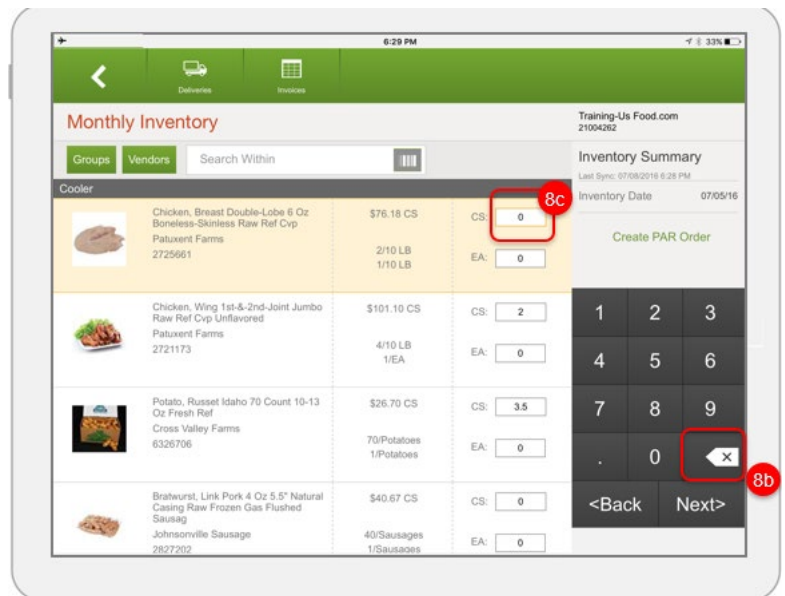 6:29 PM
33%
Deliveries
Invoices
Monthly Inventory
Training-Us Food.com
21004262
Groups
Vendors
Search Within
Inventory Summary
Last Sync: 07/08/2016 6:28 PM
Inventory Date 07/05/16
Create PAR Order
Cooler
8c
Chicken, Breast Double-Lobe 6 Oz
Boneless-Skinless Raw Ref Cvp
Patuxent Farms
2725661
$76.18 CS
2/10 LB
1/10 LB
CS: 0
EA: 0
Chicken, Wing 1st-&-2nd-Joint Jumbo
Raw Ref Cvp Unflavored
Patuxent Farms
2721173
$101.10 CS
4/10 LB
1/EA
CS: 2
EA: 0
Potato, Russet Idaho 70 Count 10-13
Oz Fresh Ref
Cross Valley Farms
6326706
$26.70 CS
70/Potatoes
1/Potatoes
CS: 3.5
EA: 0
Bratwurst, Link Pork 4 Oz 5.5" Natural
Casing Raw Frozen Gas Flushed
Sausag
Johnsonville Sausage
2827202
$40.67 CS
40/Sausages
1/Sausages
CS: 0
EA: 0
1 2 3
4 5 6
7 8 9
. 0
8b
<Back Next>